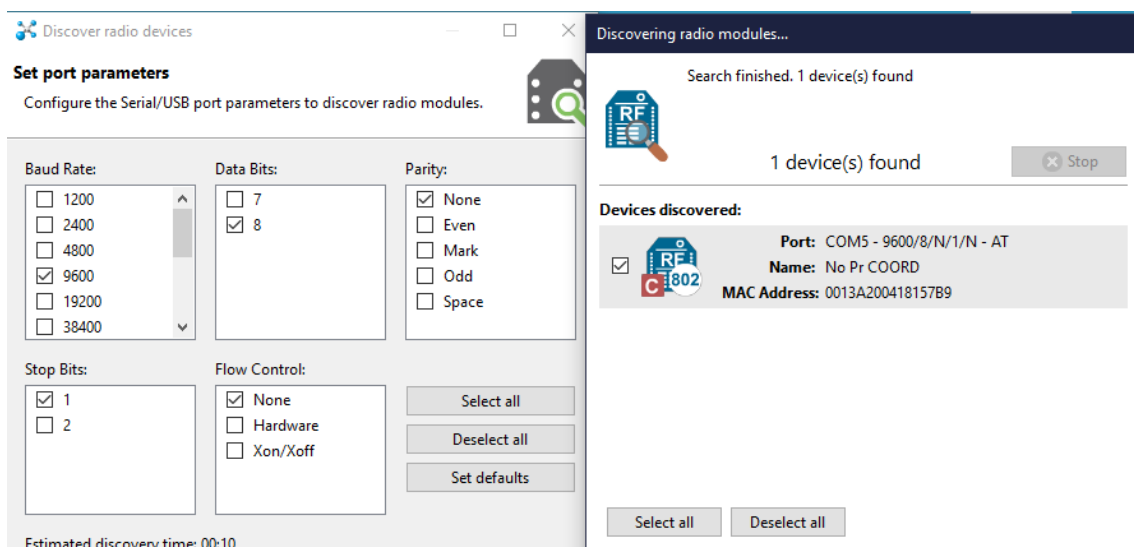 Discover radio devices
Set port parameters
Configure the Serial/USB port parameters to discover radio modules.
Baud Rate:
1200
2400
4800
9600
19200
38400
Data Bits:
7
8
Parity:
None
Even
Mark
Odd
Space
Stop Bits:
1
2
Flow Control:
None
Hardware
Xon/Xoff
Select all
Deselect all
Set defaults
Estimated discovery time: 00:10
Discovering radio modules...
Search finished. 1 device(s) found
RF
1 device(s) found
Stop
Devices discovered:
RF
C 802
Port: COM5 - 9600/8/N/1/N - AT
Name: No Pr COORD
MAC Address: 0013A200418157B9
Select all
Deselect all